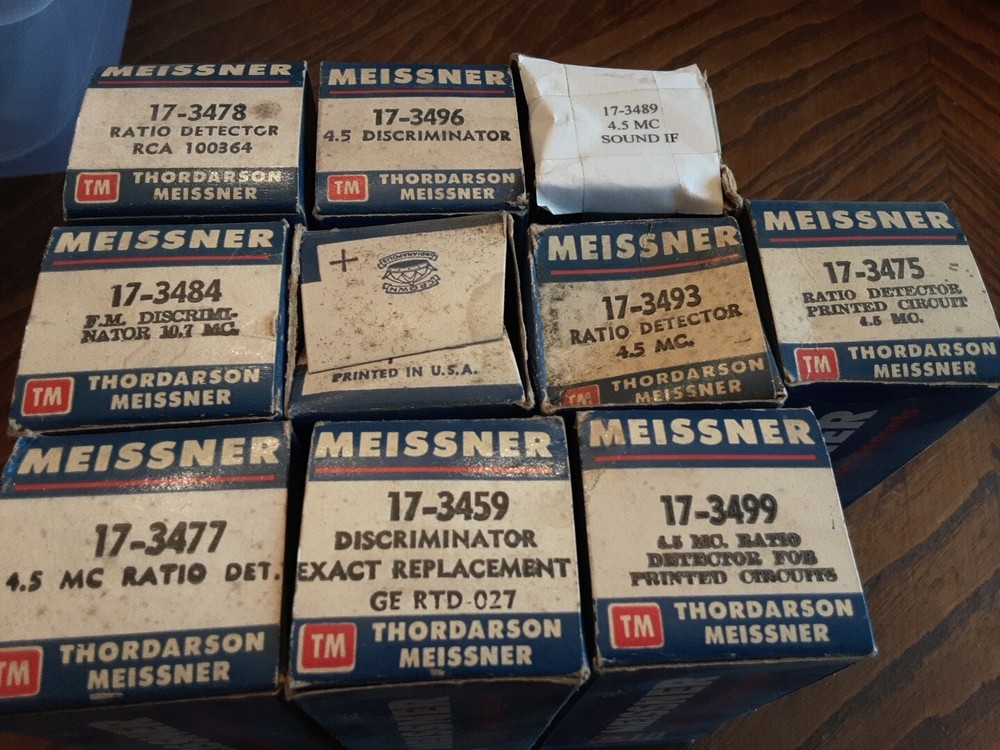 MEISSNER
17-3478
RATIO DETECTOR
RCA 100364
TM THORDARSON
MEISSNER
MEISSNER
17-3496
4.5 DISCRIMINATOR
TM THORDARSON
MEISSNER
17-3489
4.5 MC
SOUND IF
MEISSNER
17-3484
F.M. DISCRIMI-
NATOR 10.7 MC.
TM THORDARSON
MEISSNER
+
INDIANAPOLIS
CROWN
PRINTED IN U.S.A.
MEISSNER
17-3493
RATIO DETECTOR
4.5 MC.
TM THORDARSON
MEISSNER
MEISSNER
17-3475
RATIO DETECTOR
PRINTED CIRCUIT
4.5 MC.
TM THORDARSON
MEISSNER
MEISSNER
17-3477
4.5 MC RATIO DET.
TM THORDARSON
MEISSNER
MEISSNER
17-3459
DISCRIMINATOR
EXACT REPLACEMENT
GE RTD-027
TM THORDARSON
MEISSNER
MEISSNER
17-3499
4.5 MC. RATIO
DETECTOR FOR
PRINTED CIRCUITS
TM THORDARSON
MEISSNER
MEISSNER